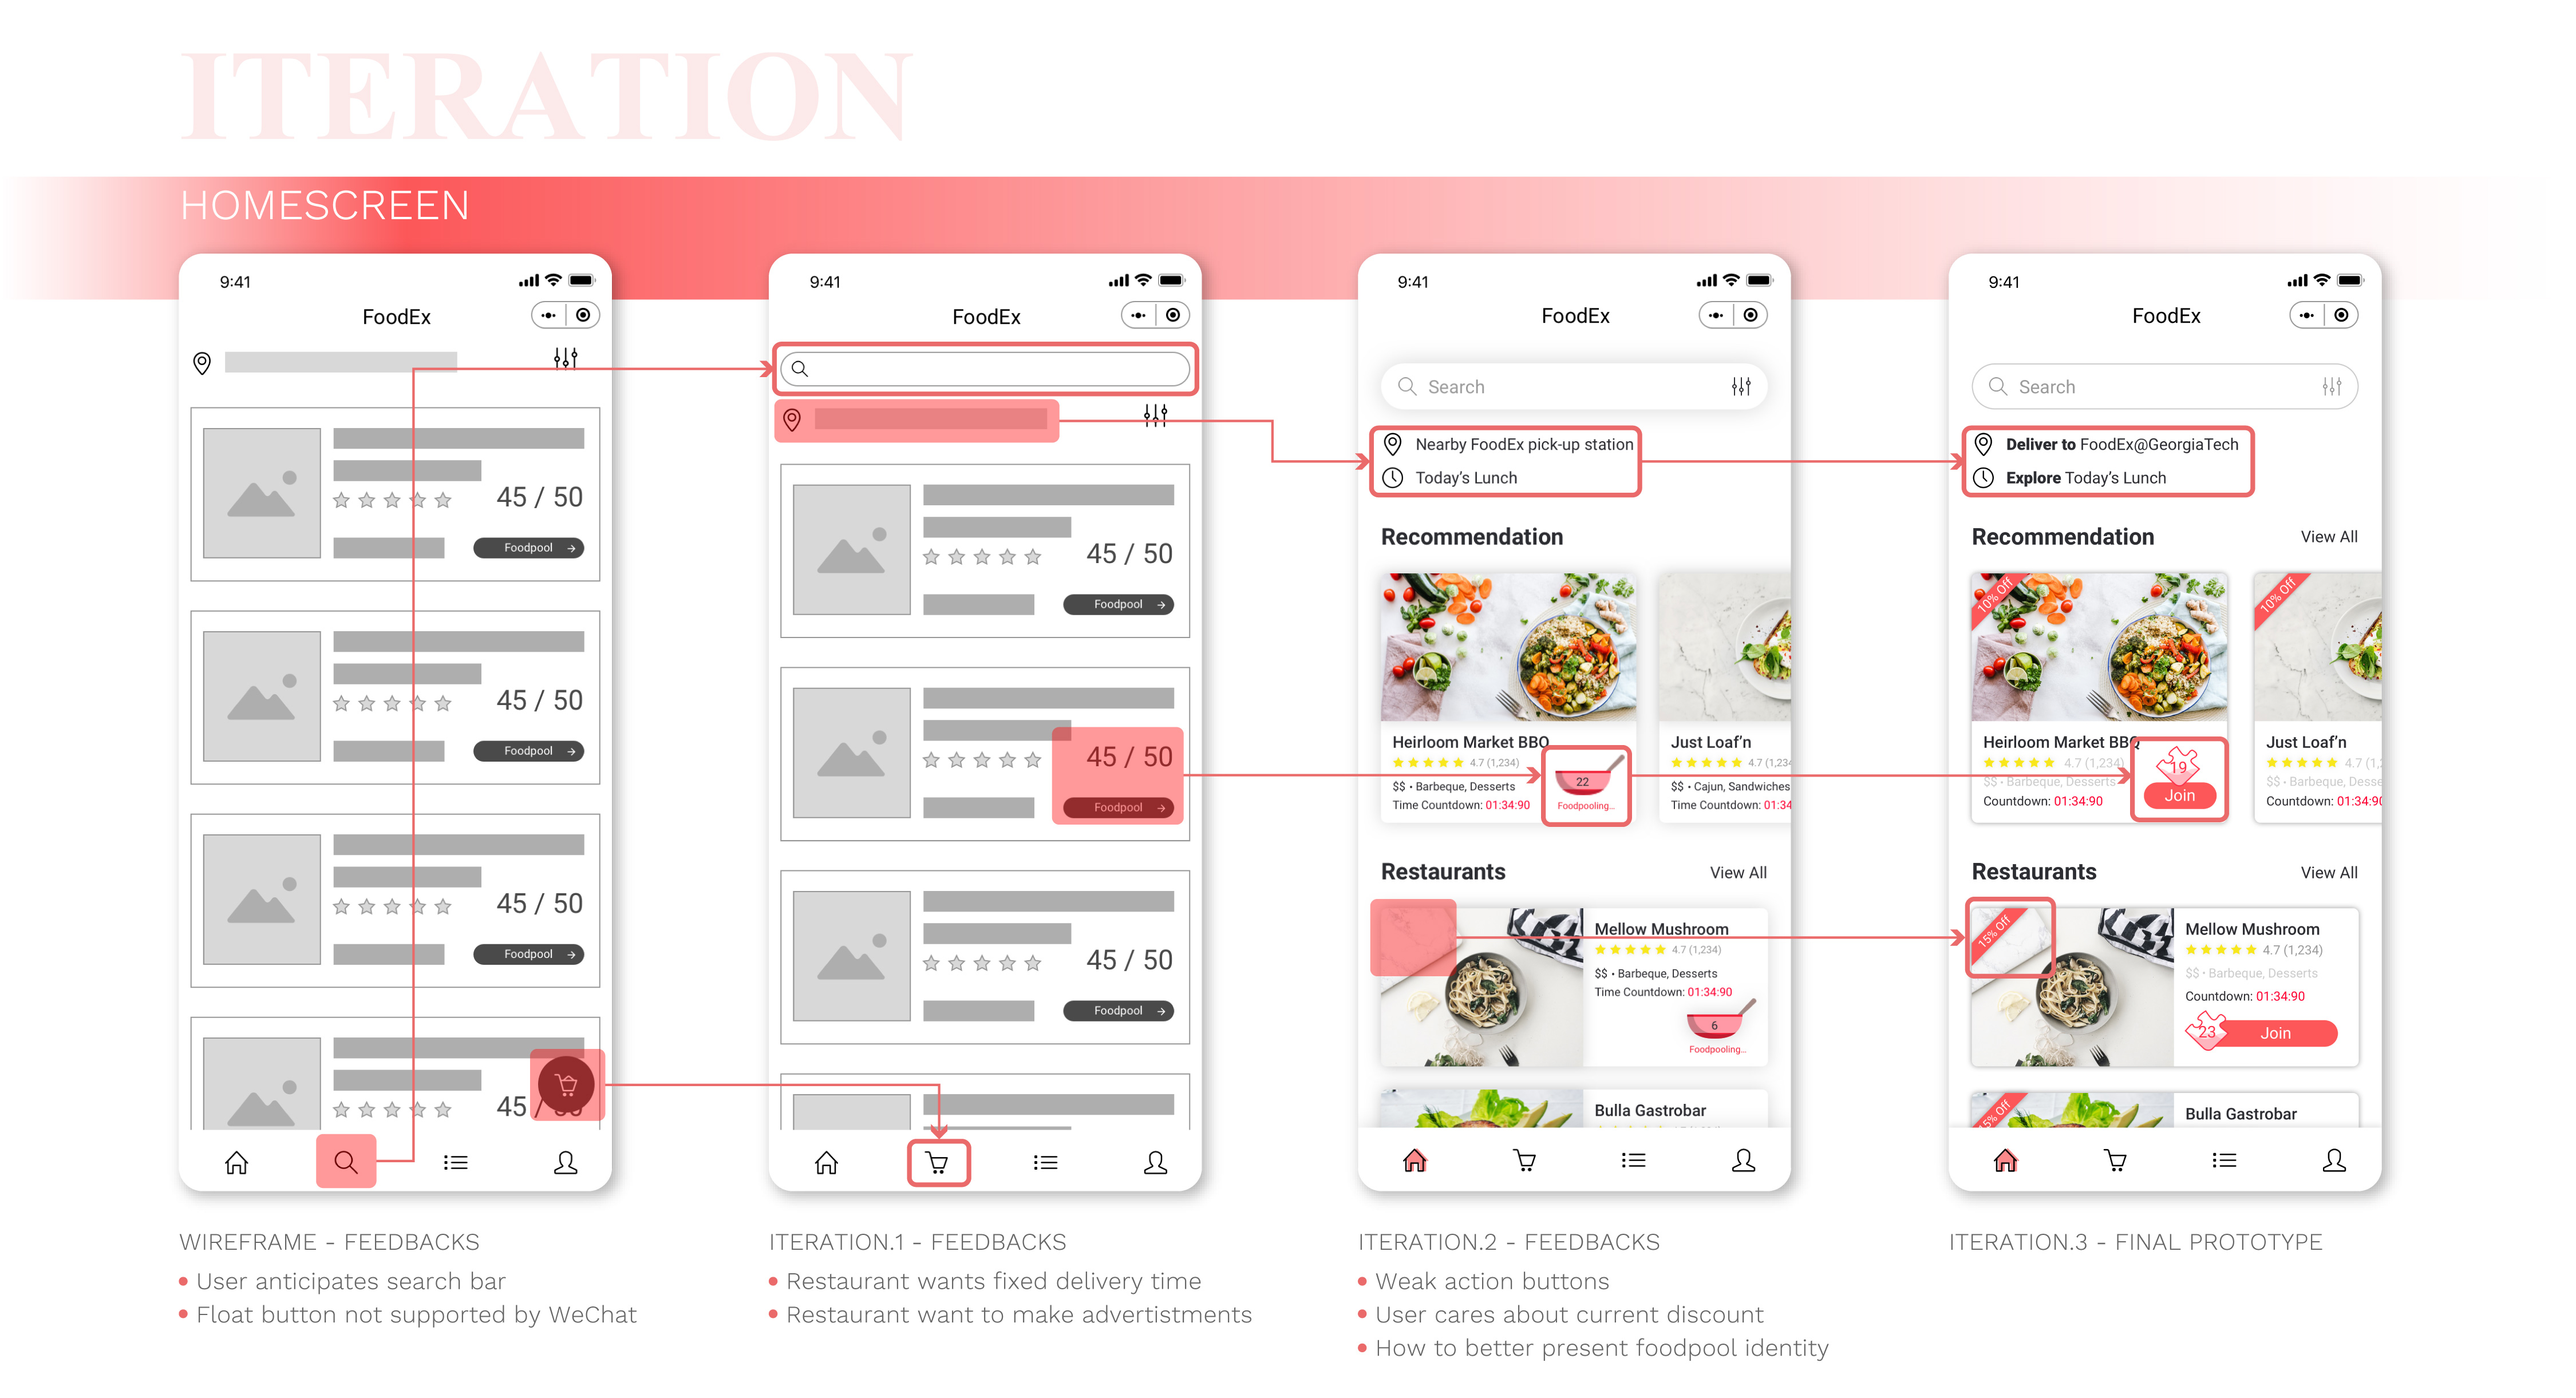 ITERATION
HOMESCREEN
9:41
FoodEx
45 / 50
Foodpool
45 / 50
Foodpool
45 / 50
Foodpool
45 /
9:41
FoodEx
45 / 50
Foodpool
45 / 50
Foodpool
45 / 50
Foodpool
9:41
FoodEx
Search
Nearby FoodEx pick-up station
Today's Lunch
Recommendation
Heirloom Market BBQ
4.7 (1,234)
$$ • Barbeque, Desserts
Time Countdown: 01:34:90
22
Foodpooling...
Just Loaf'n
4.7 (1,234
$$ • Cajun, Sandwiches
Time Countdown: 01:34
Restaurants View All
Mellow Mushroom
4.7 (1,234)
$$ • Barbeque, Desserts
Time Countdown: 01:34:90
6
Foodpooling...
Bulla Gastrobar
9:41
FoodEx
Search
Deliver to FoodEx@GeorgiaTech
Explore Today's Lunch
Recommendation View All
10% Off
Heirloom Market BBQ
4.7 (1,234)
$$ • Barbeque, Desserts
Countdown: 01:34:90
19
Join
10% Off
Just Loaf'n
4.7 (1,2
$$ • Barbeque, Desse
Countdown: 01:34:90
Restaurants View All
15% Off
Mellow Mushroom
4.7 (1,234)
$$ • Barbeque, Desserts
Countdown: 01:34:90
23 Join
5% Off
Bulla Gastrobar
WIREFRAME - FEEDBACKS
• User anticipates search bar
• Float button not supported by WeChat
ITERATION.1 - FEEDBACKS
• Restaurant wants fixed delivery time
• Restaurant want to make advertistments
ITERATION.2 - FEEDBACKS
• Weak action buttons
• User cares about current discount
• How to better present foodpool identity
ITERATION.3 - FINAL PROTOTYPE